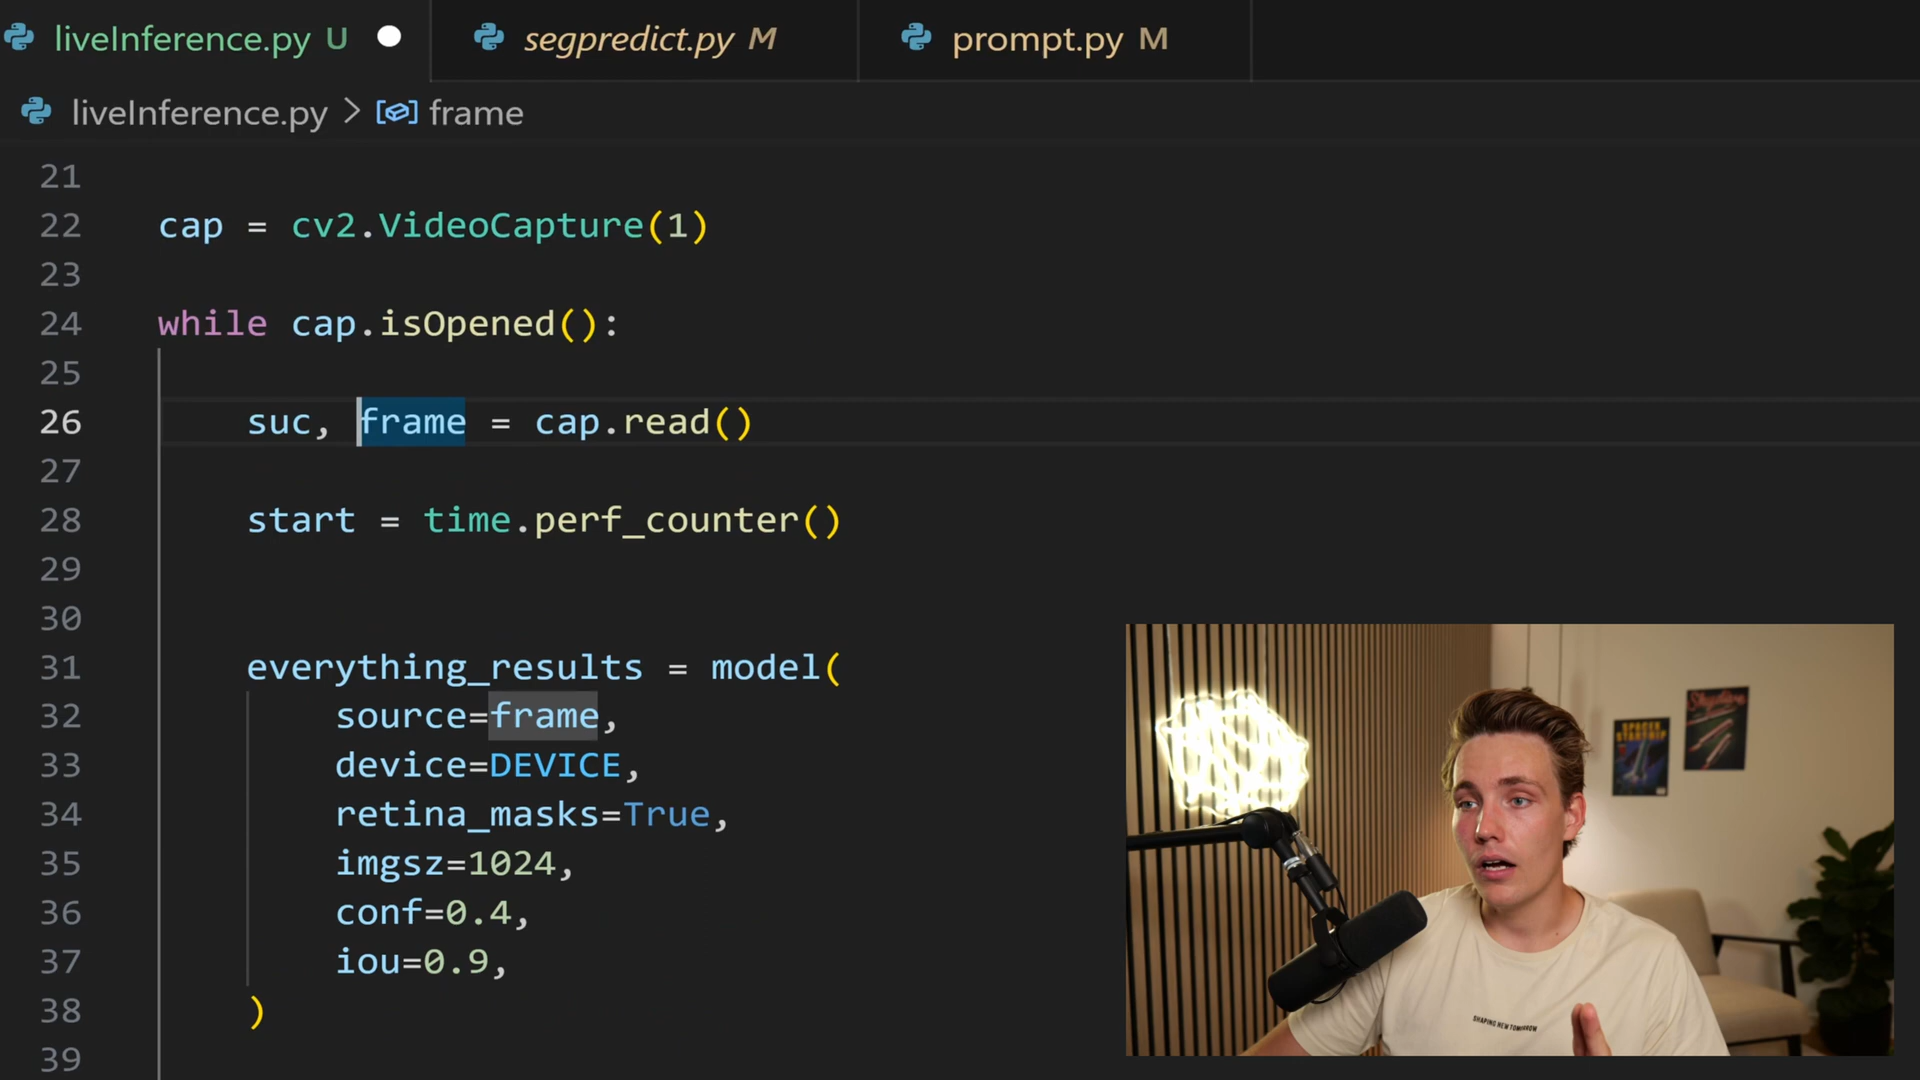 liveInference.py U
segpredict.py M
prompt.py M
liveInference.py > frame
21
22 cap = cv2.VideoCapture(1)
23
24 while cap.isOpened():
25
26 suc, frame = cap.read()
27
28 start = time.perf_counter()
29
30
31 everything_results = model(
32 source=frame,
33 device=DEVICE,
34 retina_masks=True,
35 imgsz=1024,
36 conf=0.4,
37 iou=0.9,
38 )
39
SHAPING NEW TOMORROW